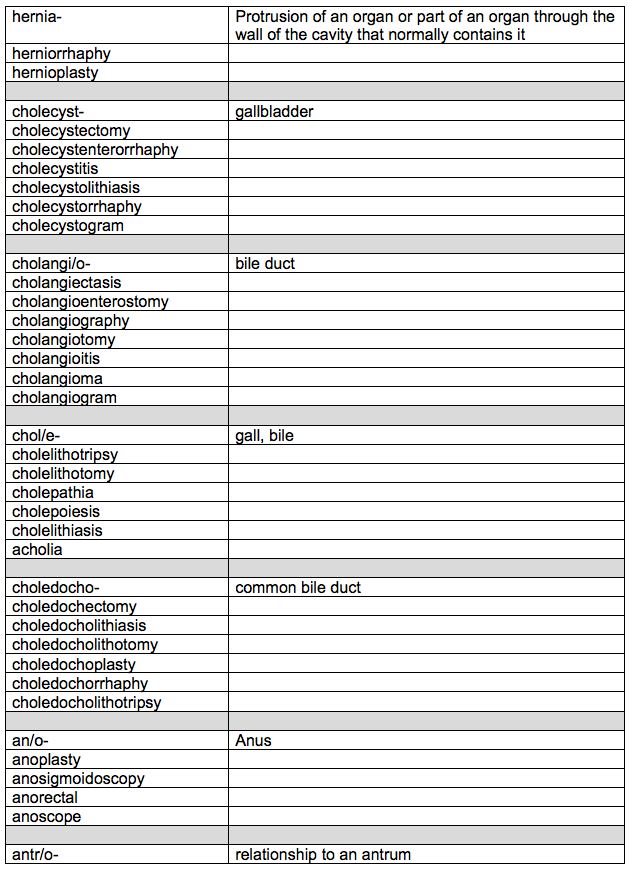 hernia- Protrusion of an organ or part of an organ through the
wall of the cavity that normally contains it
herniorrhaphy
hernioplasty
cholecyst- gallbladder
cholecystectomy
cholecystenterorrhaphy
cholecystitis
cholecystolithiasis
cholecystorrhaphy
cholecystogram
cholangi/o- bile duct
cholangiectasis
cholangioenterostomy
cholangiography
cholangiotomy
cholangioitis
cholangioma
cholangiogram
chol/e- gall, bile
cholelithotripsy
cholelithotomy
cholepathia
cholepoiesis
cholelithiasis
acholia
choledocho- common bile duct
choledochectomy
choledocholithiasis
choledocholithotomy
choledochoplasty
choledochorrhaphy
choledocholithotripsy
an/o- Anus
anoplasty
anosigmoidoscopy
anorectal
anoscope
antr/o- relationship to an antrum